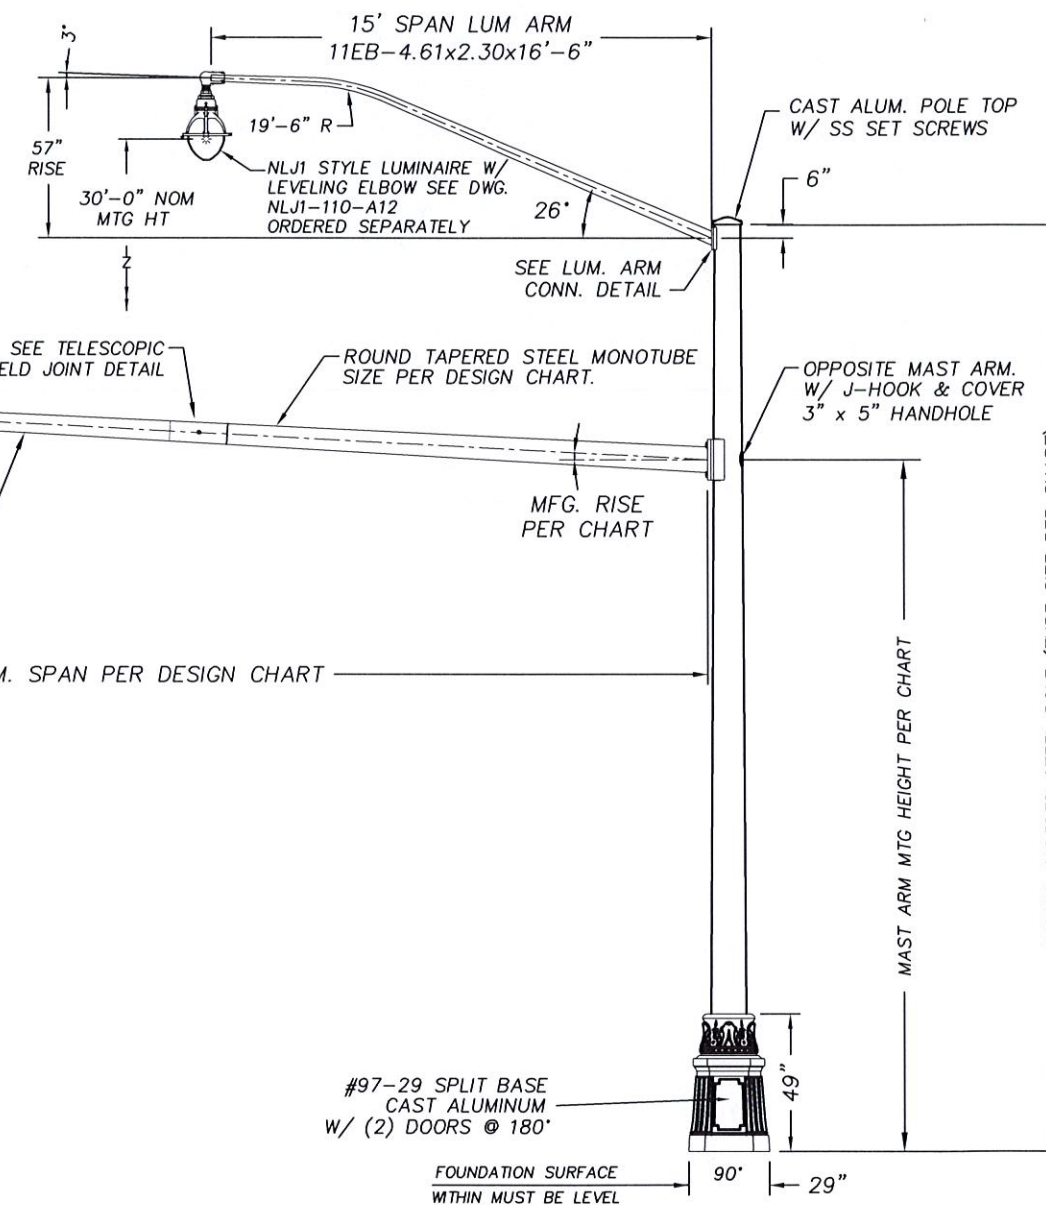 15' SPAN LUM ARM
11EB-4.61x2.30x16'-6"
3°
57"
RISE
19'-6" R
30'-0" NOM
MTG HT
NLJ1 STYLE LUMINAIRE W/
LEVELING ELBOW SEE DWG.
NLJ1-110-A12
ORDERED SEPARATELY
26°
CAST ALUM. POLE TOP
W/ SS SET SCREWS
6"
SEE LUM. ARM
CONN. DETAIL
Z
SEE TELESCOPIC
ELD JOINT DETAIL
ROUND TAPERED STEEL MONOTUBE
SIZE PER DESIGN CHART.
OPPOSITE MAST ARM.
W/ J-HOOK & COVER
3" x 5" HANDHOLE
MFG. RISE
PER CHART
M. SPAN PER DESIGN CHART
MAST ARM MTG HEIGHT PER CHART
#97-29 SPLIT BASE
CAST ALUMINUM
W/ (2) DOORS @ 180°
49"
FOUNDATION SURFACE
WITHIN MUST BE LEVEL
90°
29"